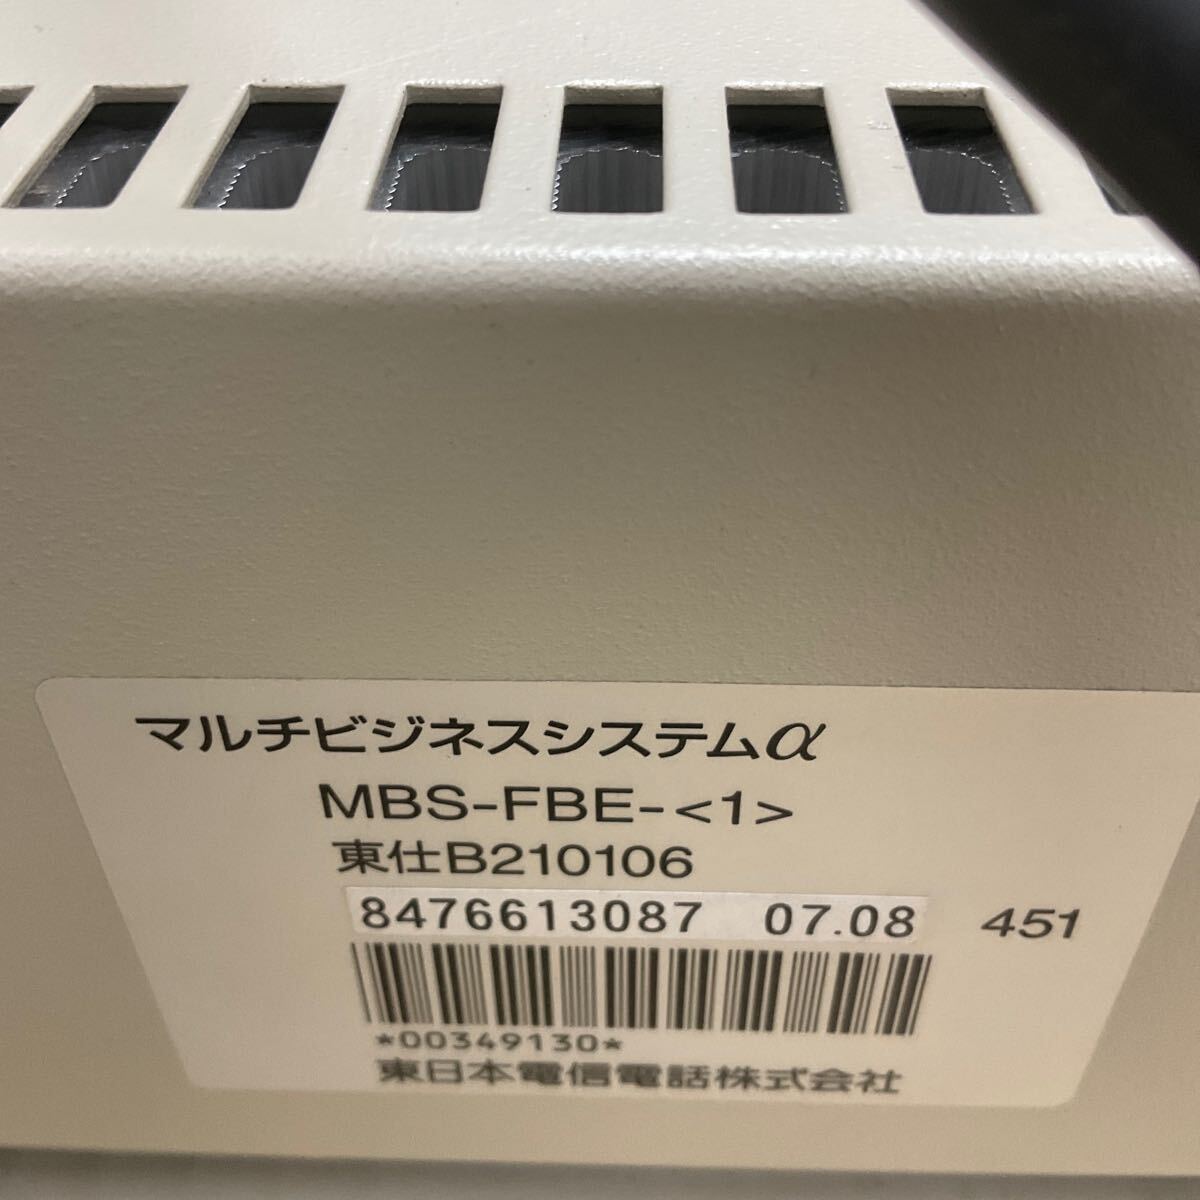 マルチビジネスシステムα
MBS-FBE-<1>
東仕B210106
8476613087 07.08 451
*00349130*
東日本電信電話株式会社